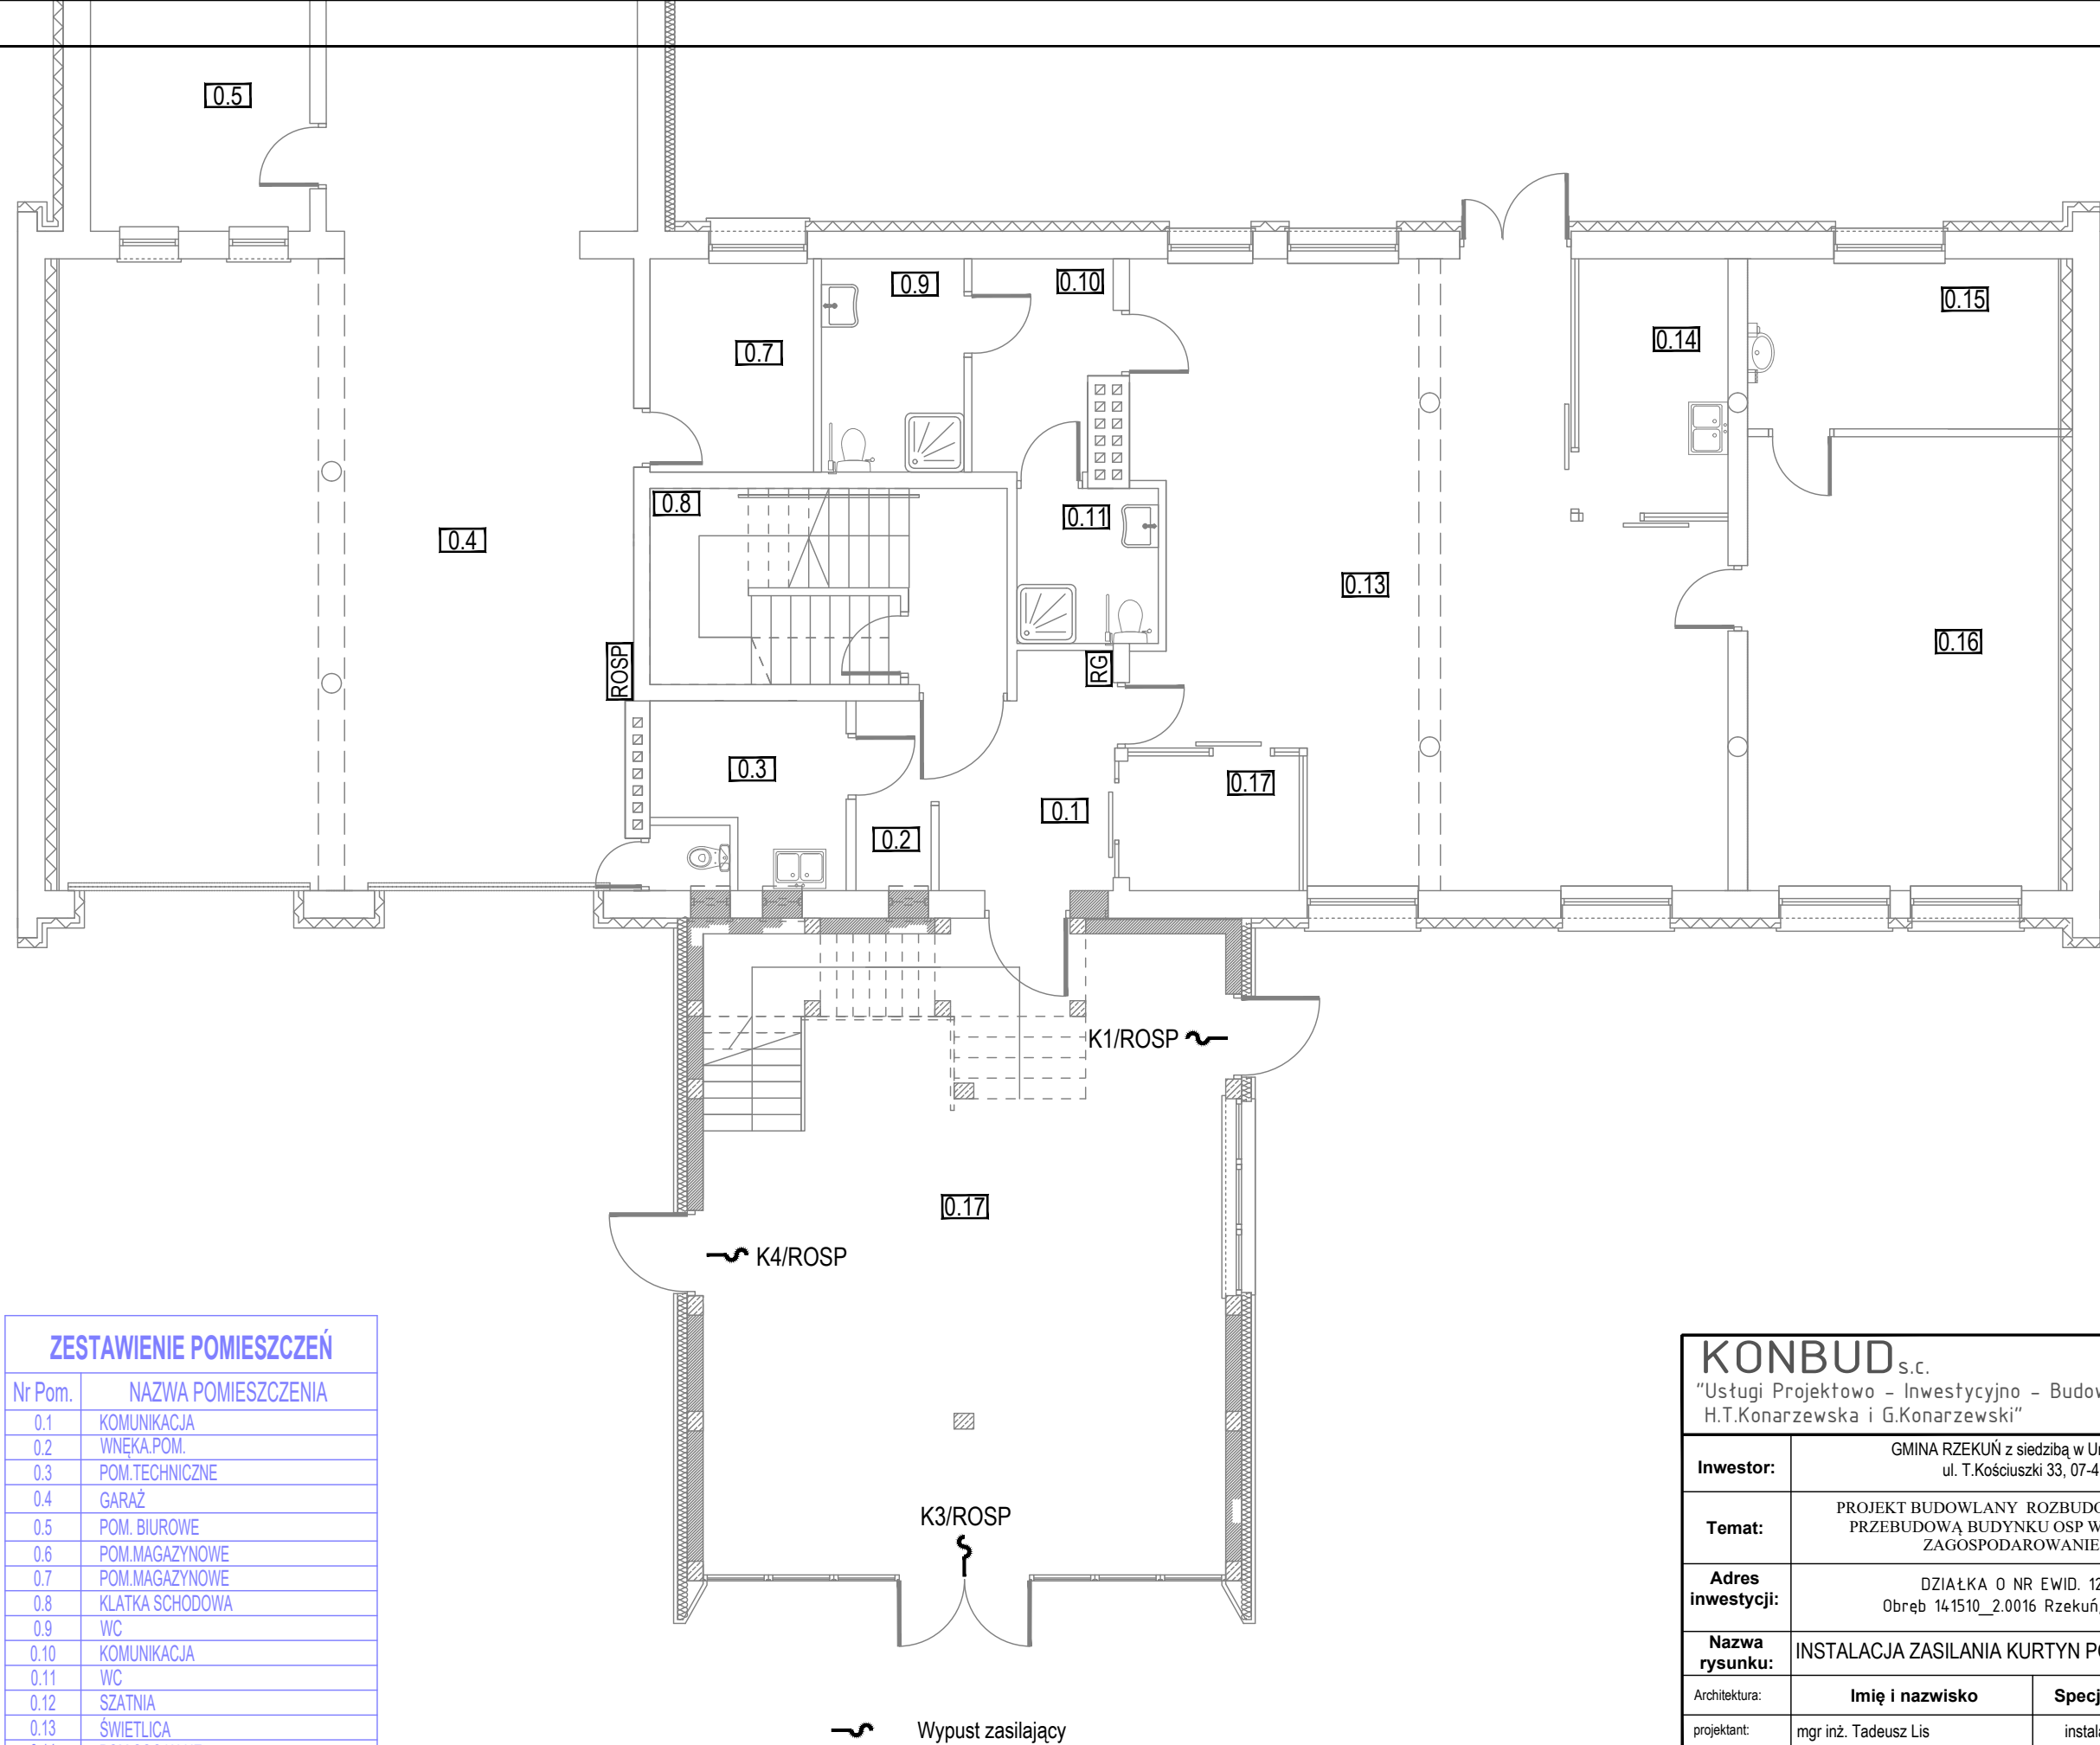 0.5
0.9
0.10
0.15
0.7
0.14
0.8
0.11
0.4
0.13
0.16
ROSP
RG
0.3
0.17
0.1
0.2
K1/ROSP
0.17
K4/ROSP
K3/ROSP
Wypust zasilający
ZESTAWIENIE POMIESZCZEŃ
Nr Pom. NAZWA POMIESZCZENIA
0.1 KOMUNIKACJA
0.2 WNĘKA.POM.
0.3 POM.TECHNICZNE
0.4 GARAŻ
0.5 POM. BIUROWE
0.6 POM.MAGAZYNOWE
0.7 POM.MAGAZYNOWE
0.8 KLATKA SCHODOWA
0.9 WC
0.10 KOMUNIKACJA
0.11 WC
0.12 SZATNIA
0.13 ŚWIETLICA
KONBUD s.c.
"Usługi Projektowo - Inwestycyjno - Budow
H.T.Konarzewska i G.Konarzewski"
Inwestor: GMINA RZEKUŃ z siedzibą w U
ul. T.Kościuszki 33, 07-4
Temat: PROJEKT BUDOWLANY ROZBUDO
PRZEBUDOWĄ BUDYNKU OSP W
ZAGOSPODAROWANIE
Adres
inwestycji:
DZIAŁKA O NR EWID. 12
Obręb 141510_2.0016 Rzekuń,
Nazwa
rysunku:
INSTALACJA ZASILANIA KURTYN P
Architektura: Imię i nazwisko Specj
projektant: mgr inż. Tadeusz Lis instal